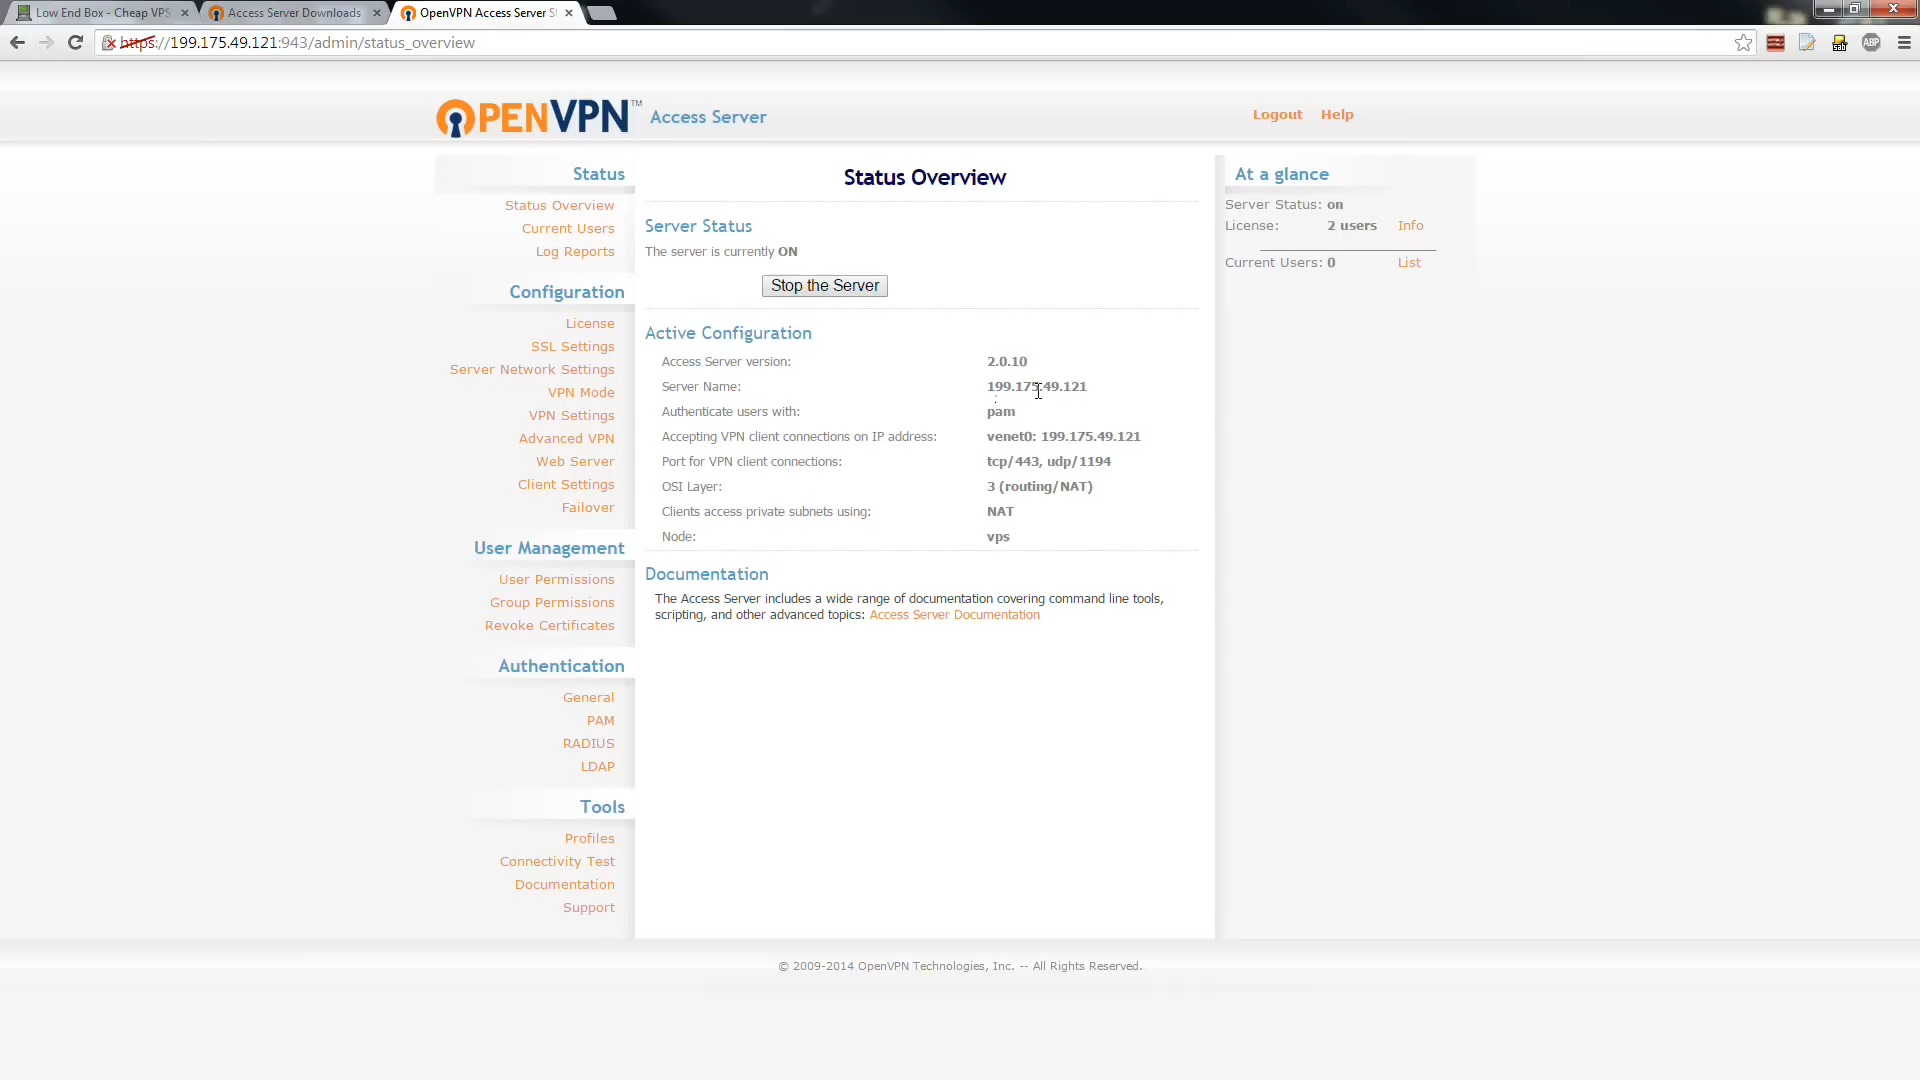 Low End Box - Cheap VPS
Access Server Downloads
OpenVPN Access Server S
https://199.175.49.121:943/admin/status_overview
ABP
OPENVPN™ Access Server
Logout Help
Status
Status Overview
Current Users
Log Reports
Configuration
License
SSL Settings
Server Network Settings
VPN Mode
VPN Settings
Advanced VPN
Web Server
Client Settings
Failover
User Management
User Permissions
Group Permissions
Revoke Certificates
Authentication
General
PAM
RADIUS
LDAP
Tools
Profiles
Connectivity Test
Documentation
Support
Status Overview
Server Status
The server is currently ON
Stop the Server
Active Configuration
Access Server version: 2.0.10
Server Name: 199.175.49.121
Authenticate users with: pam
Accepting VPN client connections on IP address: venet0: 199.175.49.121
Port for VPN client connections: tcp/443, udp/1194
OSI Layer: 3 (routing/NAT)
Clients access private subnets using: NAT
Node: vps
Documentation
The Access Server includes a wide range of documentation covering command line tools,
scripting, and other advanced topics: Access Server Documentation
At a glance
Server Status: on
License: 2 users Info
Current Users: 0 List
© 2009-2014 OpenVPN Technologies, Inc. -- All Rights Reserved.